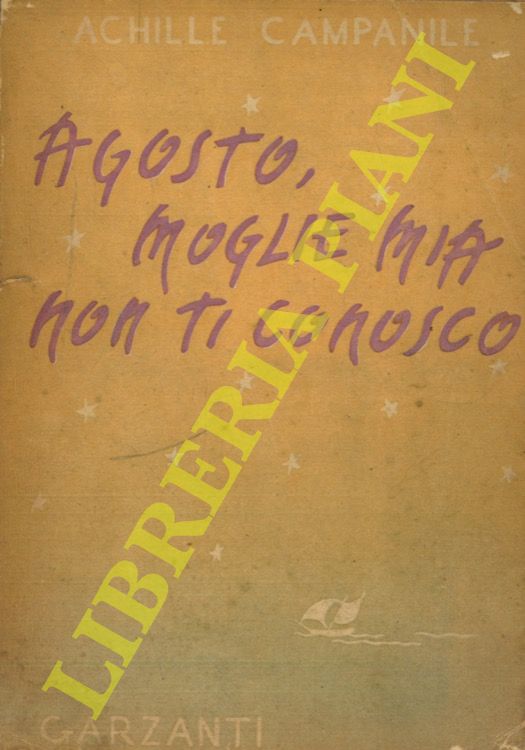 ACHILLE CAMPANILE
AGOSTO,
MOGLIE MIA
NON TI CONOSCO
LIBRERIA PIANI
GARZANTI